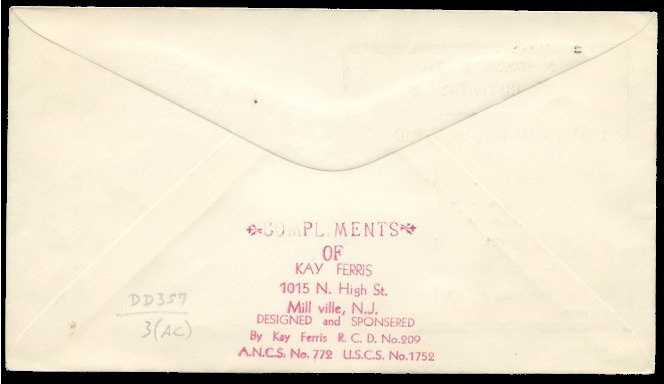 COMPLIMENTS
OF
KAY FERRIS
1015 N. High St.
Mill ville, N.J.
DESIGNED and SPONSERED
By Kay Ferris R. C. D. No.209
A.N.C.S. No. 772 U.S.C.S. No.1752
DD357
3(AC)